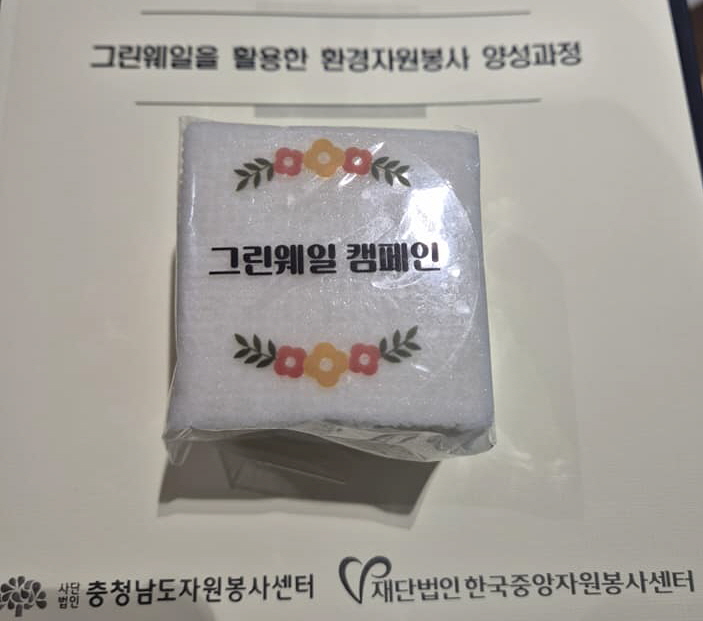 그린웨일을 활용한 환경자원봉사 양성과정
그린웨일 캠페인
사단법인 충청남도자원봉사센터
재단법인 한국중앙자원봉사센터